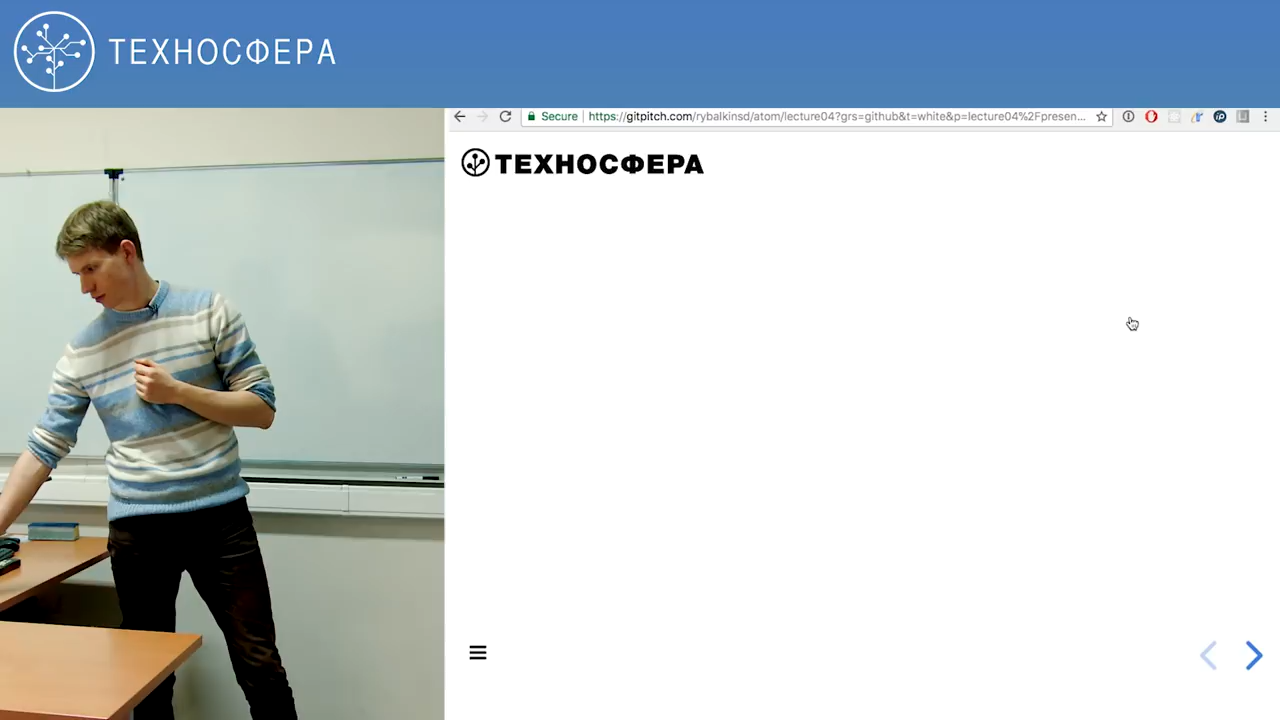 ТЕХНОСФЕРА
Secure https://gitpitch.com/rybalkinsd/atom/lecture04?grs=github&t=white&p=lecture04%2Fpresen...
ТЕХНОСФЕРА